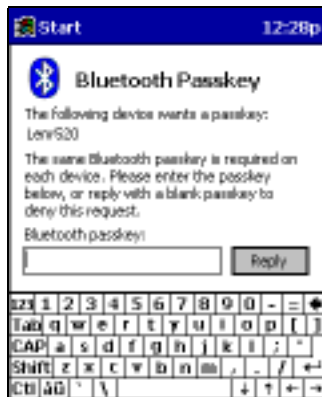 Start 12:28p
Bluetooth Passkey
The following device wants a passkey:
LenrS20
The same Bluetooth passkey is required on
each device. Please enter the passkey
below, or reply with a blank passkey to
deny this request.
Bluetooth passkey:
Reply
123 1 2 3 4 5 6 7 8 9 0 - =
Tab q w e r t y u i o p [ ]
CAP a s d f g h j k l ; '
Shift z x c v b n m , . /
Ctl áü ` \